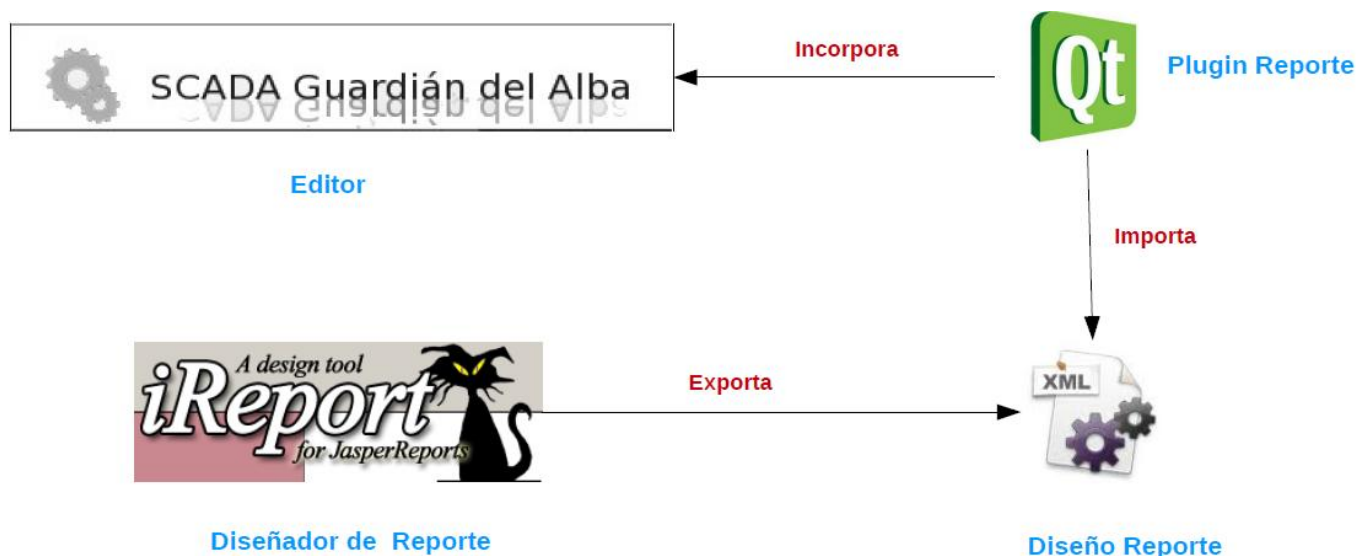 SCADA Guardián del Alba
Incorpora
Qt
Plugin Reporte
Editor
Importa
A design tool
iReport
for JasperReports
Exporta
XML
Diseñador de Reporte
Diseño Reporte